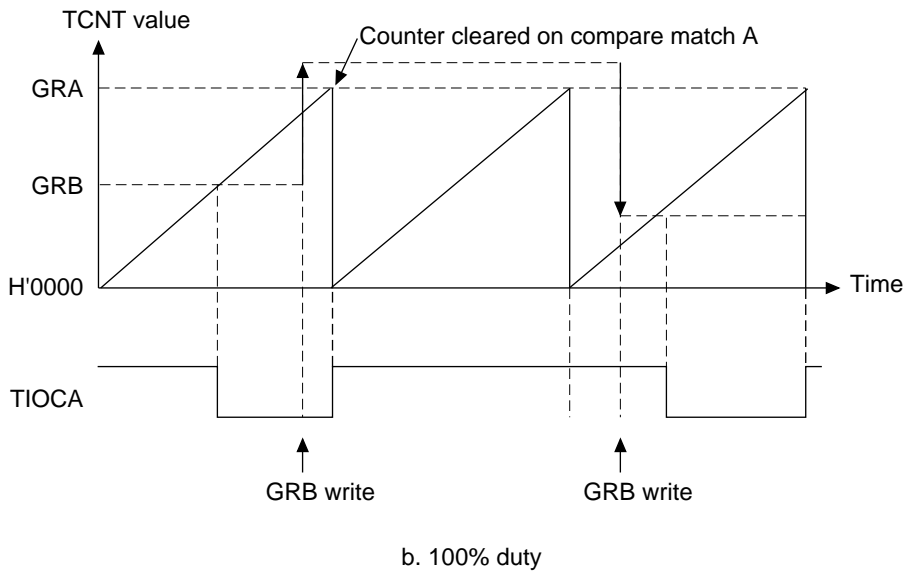 TCNT value
Counter cleared on compare match A
GRA
GRB
H'0000
Time
TIOCA
GRB write
GRB write
b. 100% duty